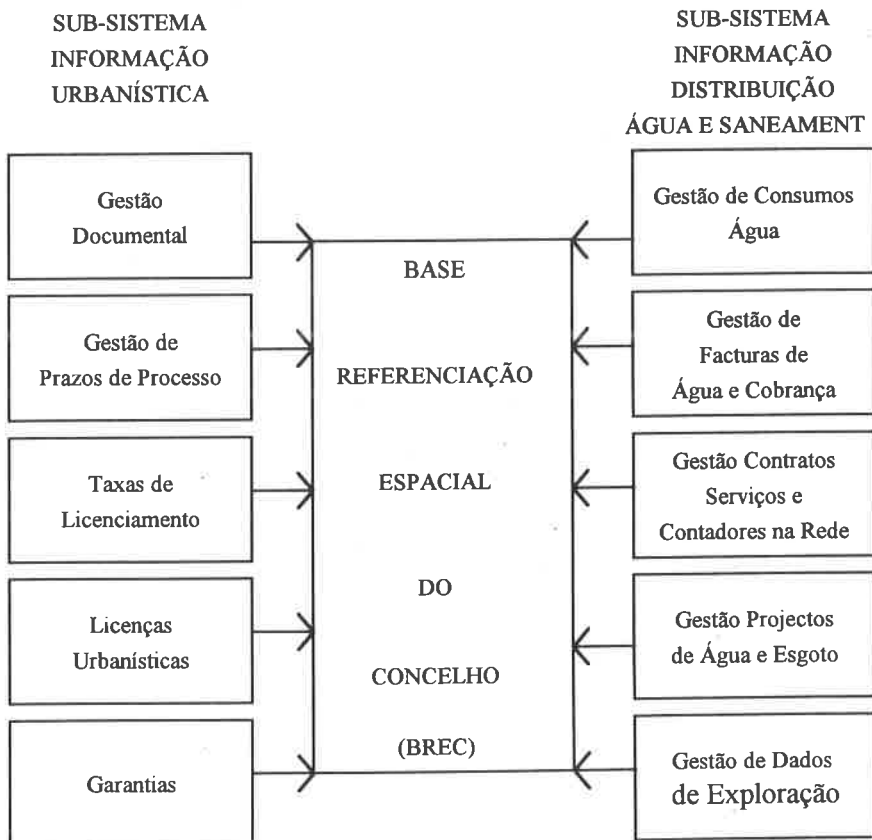 SUB-SISTEMA
INFORMAÇÃO
URBANÍSTICA
Gestão
Documental
Gestão de
Prazos de Processo
Taxas de
Licenciamento
Licenças
Urbanísticas
Garantias
BASE
REFERENCIAÇÃO
ESPACIAL
DO
CONCELHO
(BREC)
SUB-SISTEMA
INFORMAÇÃO
DISTRIBUIÇÃO
ÁGUA E SANEAMENT
Gestão de Consumos
Água
Gestão de
Facturas de
Água e Cobrança
Gestão Contratos
Serviços e
Contadores na Rede
Gestão Projectos
de Água e Esgoto
Gestão de Dados
de Exploração